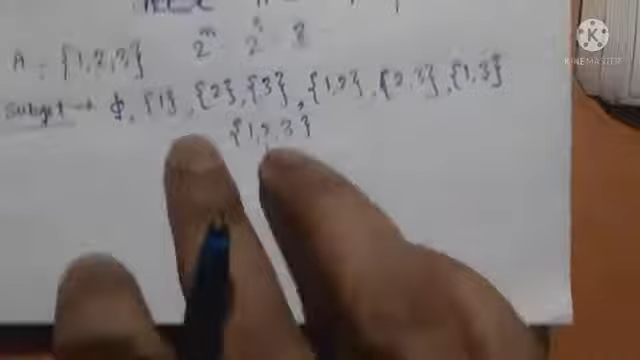 A = {1,2,3} 2ⁿ 2³ 8
Subset → ϕ, {1}, {2}, {3}, {1,2}, {2,3}, {1,3}
{1,2,3}
KINEMASTER